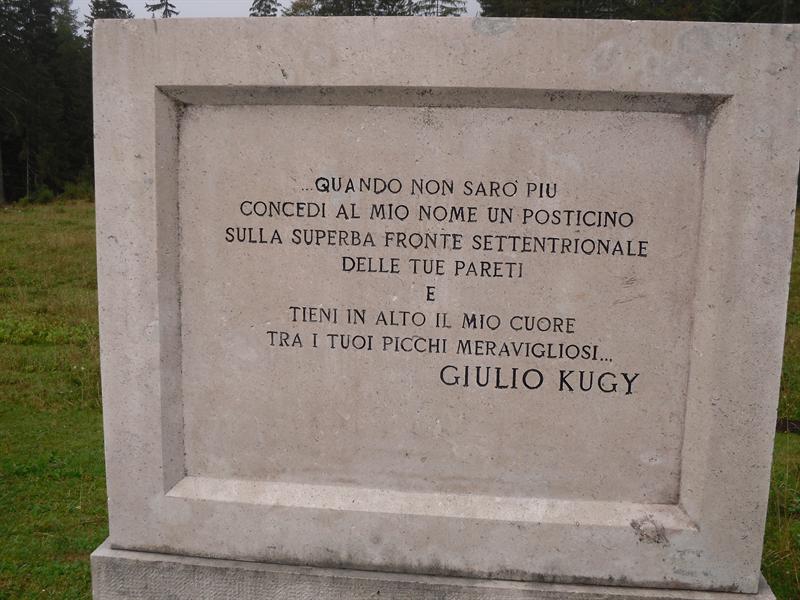 ...QUANDO NON SARO' PIU
CONCEDI AL MIO NOME UN POSTICINO
SULLA SUPERBA FRONTE SETTENTRIONALE
DELLE TUE PARETI
E
TIENI IN ALTO IL MIO CUORE
TRA I TUOI PICCHI MERAVIGLIOSI...
GIULIO KUGY